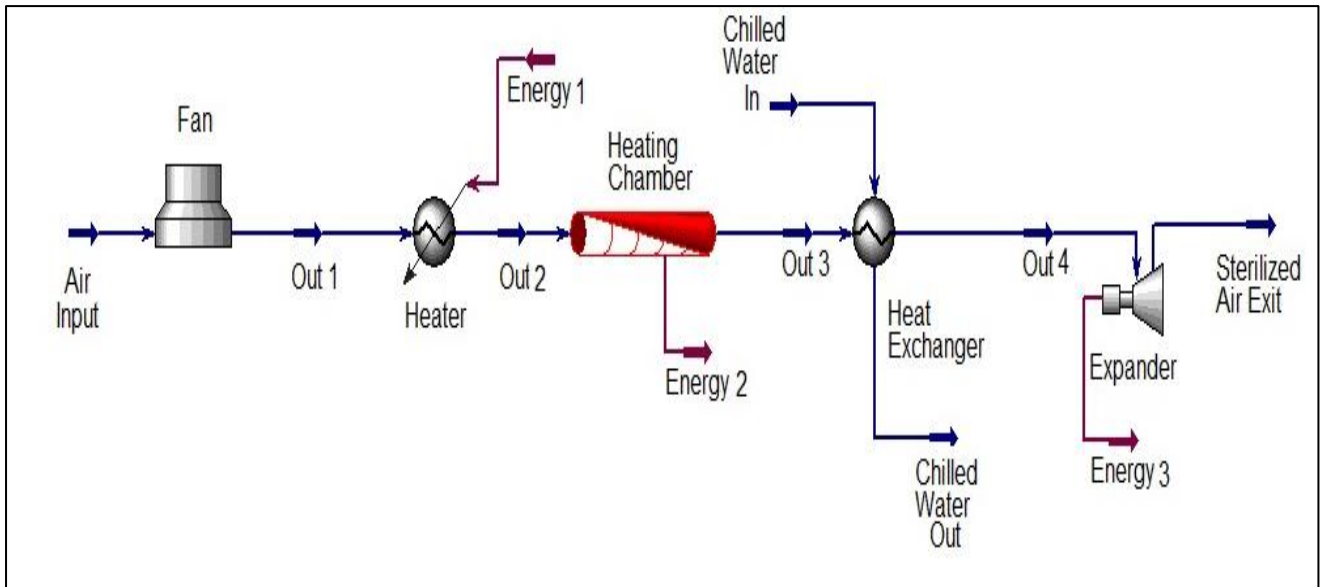 Fan
Air
Input
Out 1
Energy 1
Heater
Out 2
Heating
Chamber
Energy 2
Out 3
Chilled
Water
In
Heat
Exchanger
Chilled
Water
Out
Out 4
Expander
Energy 3
Sterilized
Air Exit